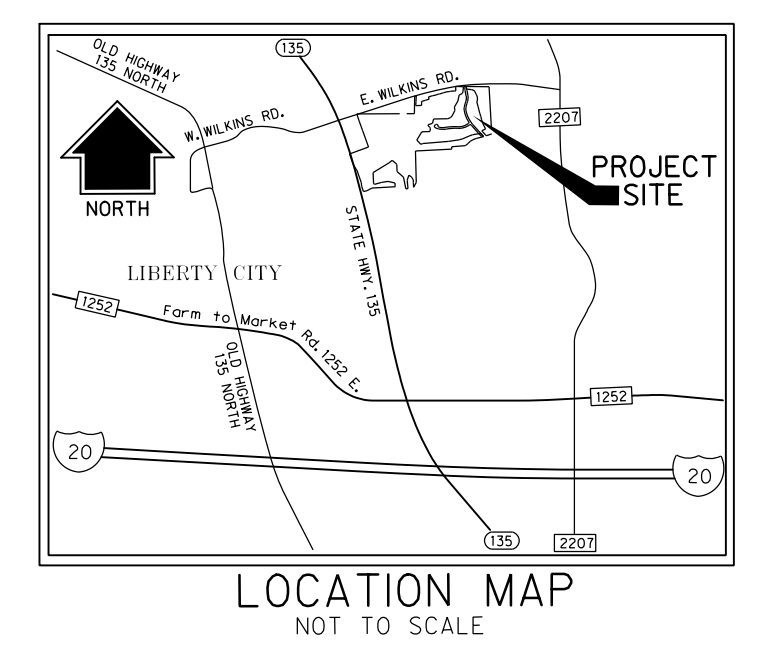 OLD HIGHWAY
135 NORTH
135
E. WILKINS RD.
W. WILKINS RD.
2207
PROJECT
SITE
NORTH
STATE HWY. 135
LIBERTY CITY
1252
Farm to Market Rd. 1252 E.
OLD HIGHWAY
135 NORTH
1252
20
20
135
2207
LOCATION MAP
NOT TO SCALE